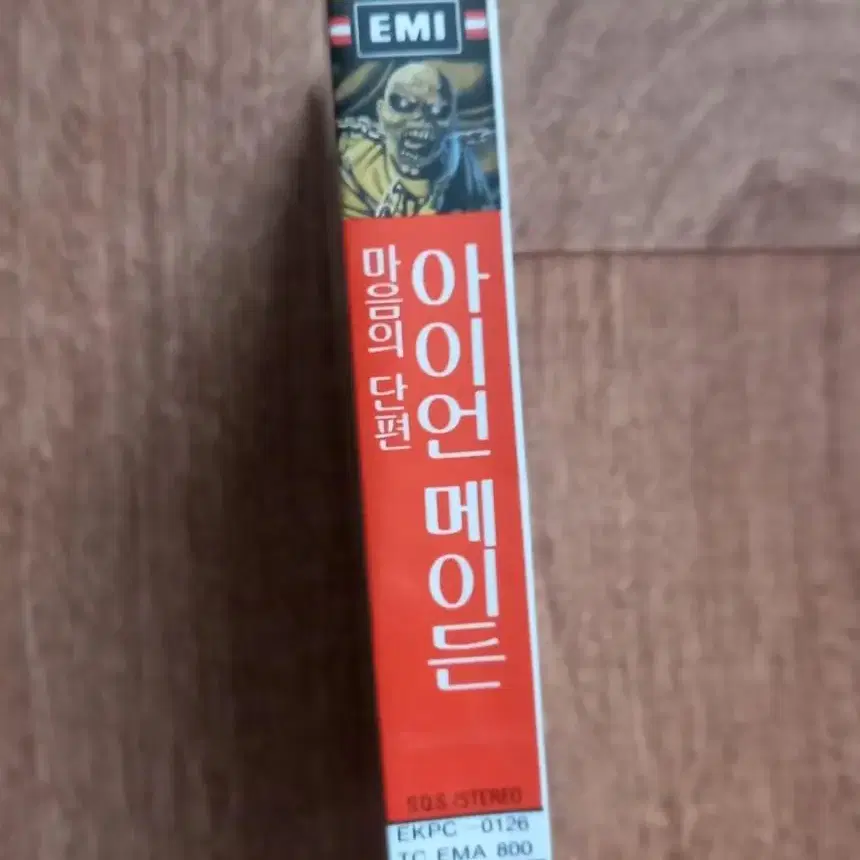 EMI
아이언 메이든
마음의 단편
S.Q.S./STEREO
EKPC-0126
TC EMA 800